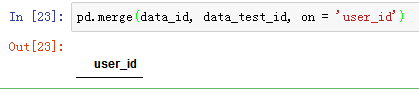 In [23]: pd.merge(data_id, data_test_id, on = 'user_id')
Out[23]:
user_id